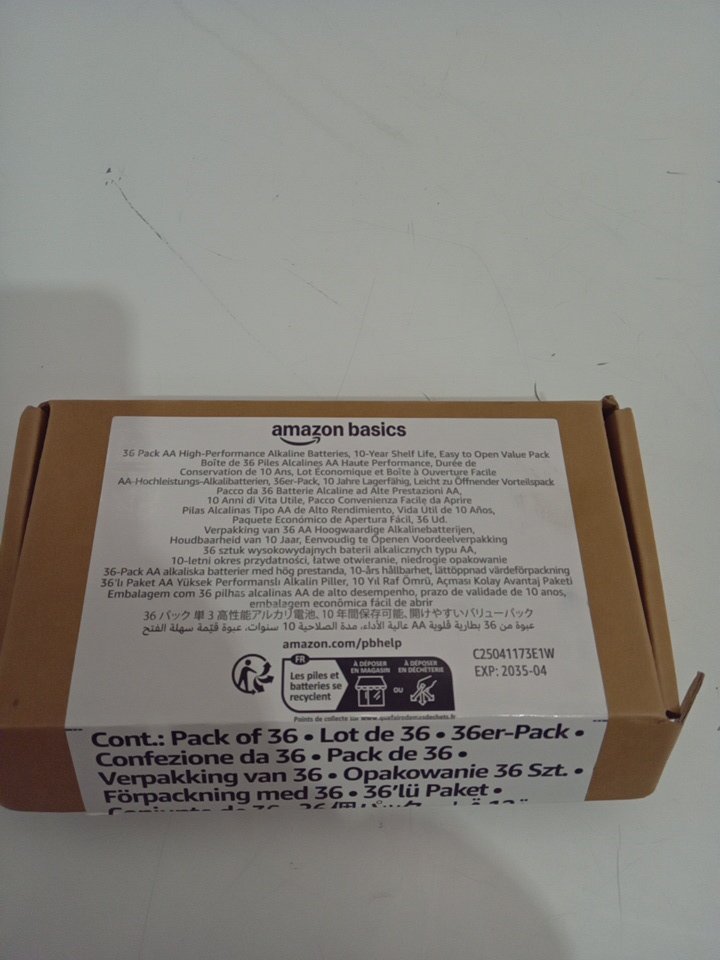 amazon basics
36 Pack AA High-Performance Alkaline Batteries, 10-Year Shelf Life, Easy to Open Value Pack
Boîte de 36 Piles Alcalines AA Haute Performance, Durée de
Conservation de 10 Ans, Lot Économique et Boîte à Ouverture Facile
AA-Hochleistungs-Alkalibatterien, 36er-Pack, 10 Jahre Lagerfähig, Leicht zu Öffnender Vorteilspack
Pacco da 36 Batterie Alcaline ad Alte Prestazioni AA,
10 Anni di Vita Utile, Pacco Convenienza Facile da Aprire
Pilas Alcalinas Tipo AA de Alto Rendimiento, Vida Útil de 10 Años,
Paquete Económico de Apertura Fácil, 36 Ud.
Verpakking van 36 AA Hoogwaardige Alkalinebatterijen,
Houdbaarheid van 10 Jaar, Eenvoudig te Openen Voordeelverpakking
36 sztuk wysokowydajnych baterii alkalicznych typu AA,
10-letni okres przydatności, łatwe otwieranie, niedrogie opakowanie
36-Pack AA alkaliska batterier med hög prestanda, 10-års hållbarhet, lättöppnad värdeförpackning
36'lı Paket AA Yüksek Performanslı Alkalin Piller, 10 Yıl Raf Ömrü, Açması Kolay Avantaj Paketi
Embalagem com 36 pilhas alcalinas AA de alto desempenho, prazo de validade de 10 anos,
embalagem econômica fácil de abrir
36 パック 単 3 高性能アルカリ電池、10 年間保存可能、開けやすいバリューパック
عبوة من 36 بطارية قلوية AA عالية الأداء، مدة الصلاحية 10 سنوات، عبوة قيّمة سهلة الفتح
amazon.com/pbhelp
FR
Les piles et
batteries se
recyclent
À DÉPOSER
EN MAGASIN
OU
À DÉPOSER
EN DÉCHÈTERIE
Points de collecte sur www.quefairedemesdechets.fr
C25041173E1W
EXP: 2035-04
Cont.: Pack of 36 • Lot de 36 • 36er-Pack •
Confezione da 36 • Pack de 36 •
Verpakking van 36 • Opakowanie 36 Szt. •
Förpackning med 36 • 36'lü Paket •
Conjunto de 36